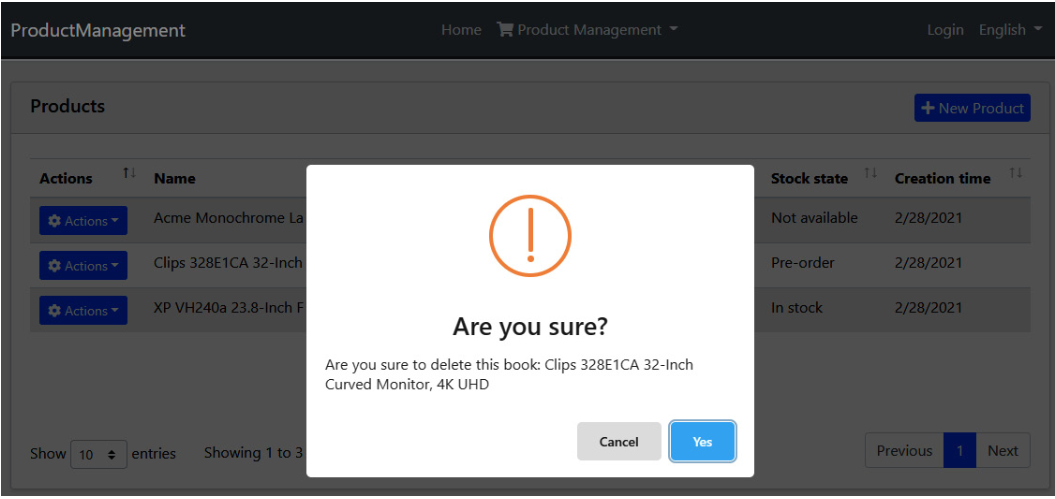 ProductManagement Home Product Management Login English
Products New Product
Actions Name Stock state Creation time
Actions Acme Monochrome La Not available 2/28/2021
Actions Clips 328E1CA 32-Inch Pre-order 2/28/2021
Actions XP VH240a 23.8-Inch F In stock 2/28/2021
Are you sure?
Are you sure to delete this book: Clips 328E1CA 32-Inch
Curved Monitor, 4K UHD
Cancel Yes
Show 10 entries Showing 1 to 3 Previous 1 Next